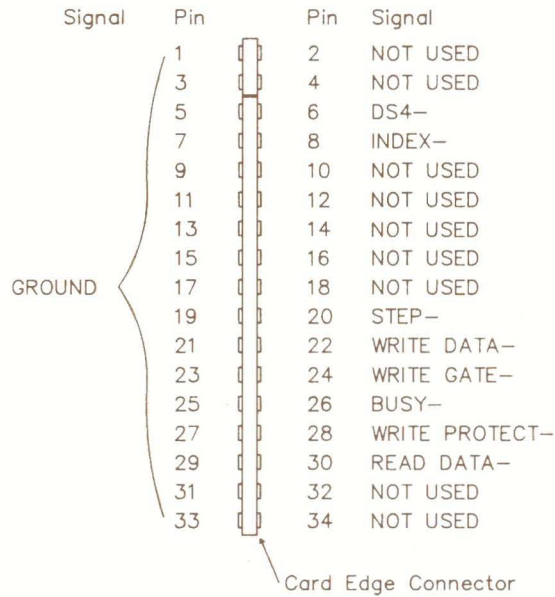 Signal Pin Pin Signal
1 2 NOT USED
3 4 NOT USED
5 6 DS4–
7 8 INDEX–
9 10 NOT USED
11 12 NOT USED
13 14 NOT USED
15 16 NOT USED
GROUND 17 18 NOT USED
19 20 STEP–
21 22 WRITE DATA–
23 24 WRITE GATE–
25 26 BUSY–
27 28 WRITE PROTECT–
29 30 READ DATA–
31 32 NOT USED
33 34 NOT USED
Card Edge Connector